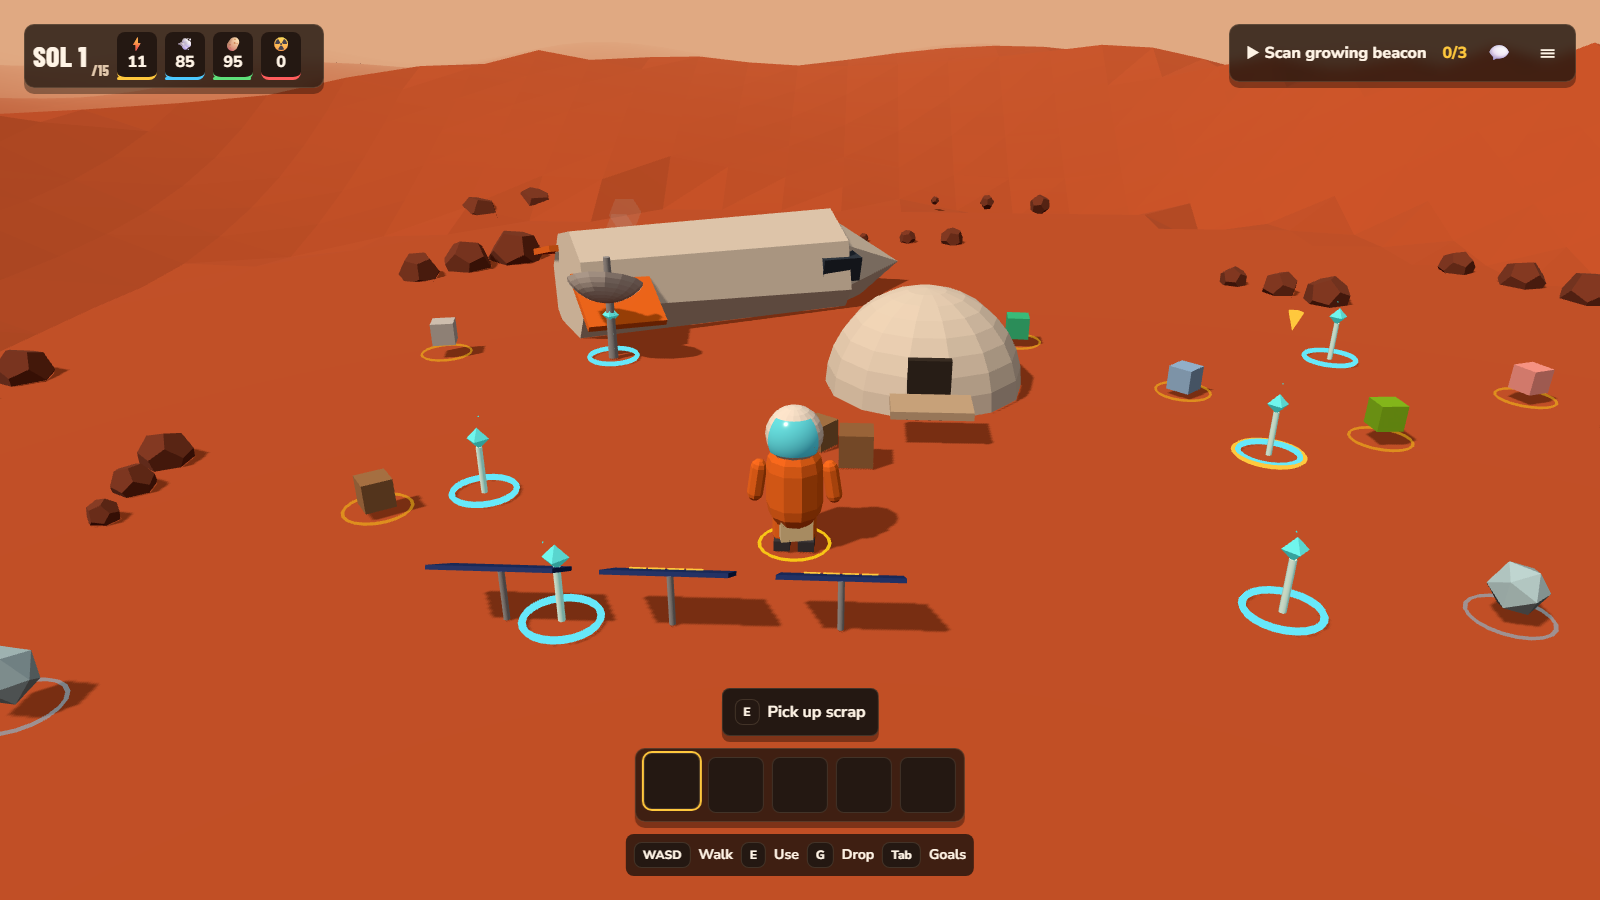 SOL 1 /15
11 85 95 0
Scan growing beacon 0/3
E Pick up scrap
WASD Walk E Use G Drop Tab Goals